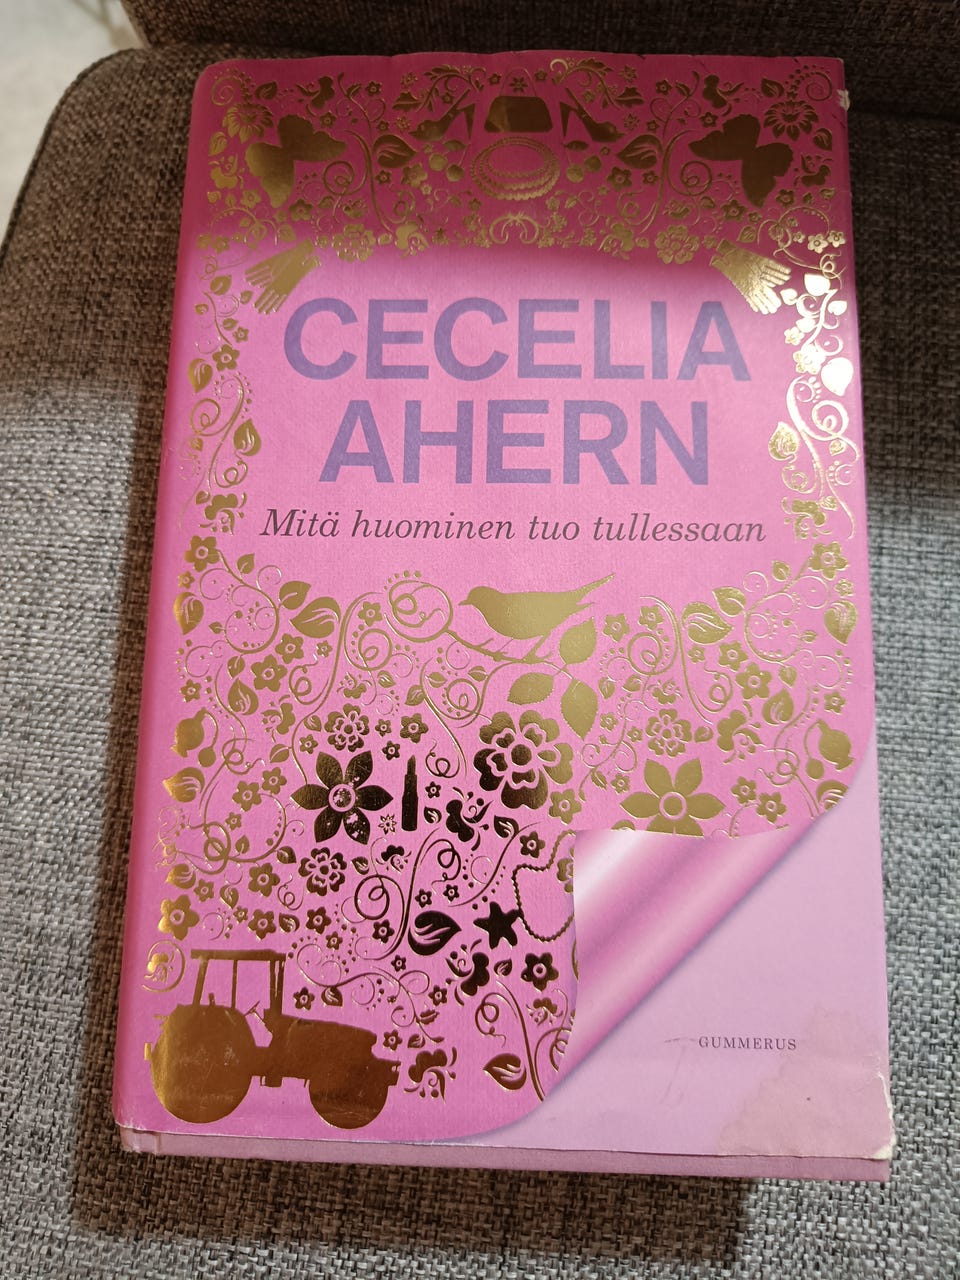 CECELIA
AHERN
Mitä huominen tuo tullessaan
GUMMERUS